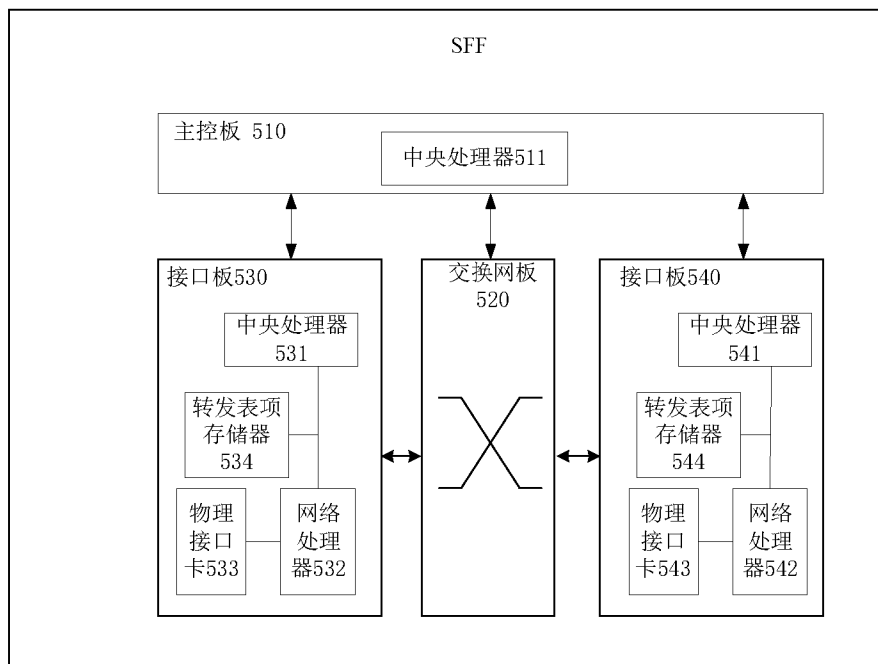 SFF
主控板 510
中央处理器511
接口板530
中央处理器
531
转发表项
存储器
534
物理
接口
卡533
网络
处理
器532
交换网板
520
接口板540
中央处理器
541
转发表项
存储器
544
物理
接口
卡543
网络
处理
器542